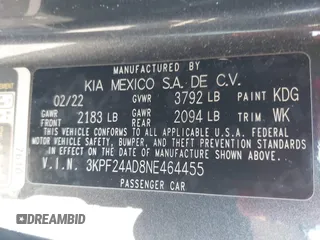 MANUFACTURED BY
KIA MEXICO S.A. DE C.V.
02/22 GVWR 3792 LB PAINT KDG
GAWR FRONT 2183 LB GAWR REAR 2094 LB TRIM WK
THIS VEHICLE CONFORMS TO ALL APPLICABLE U.S. FEDERAL
MOTOR VEHICLE SAFETY, BUMPER, AND THEFT PREVENTION
STANDARDS IN EFFECT ON THE DATE OF MANUFACTURE SHOWN ABOVE.
V.I.N. 3KPF24AD8NE464455
PASSENGER CAR
DREAMBID